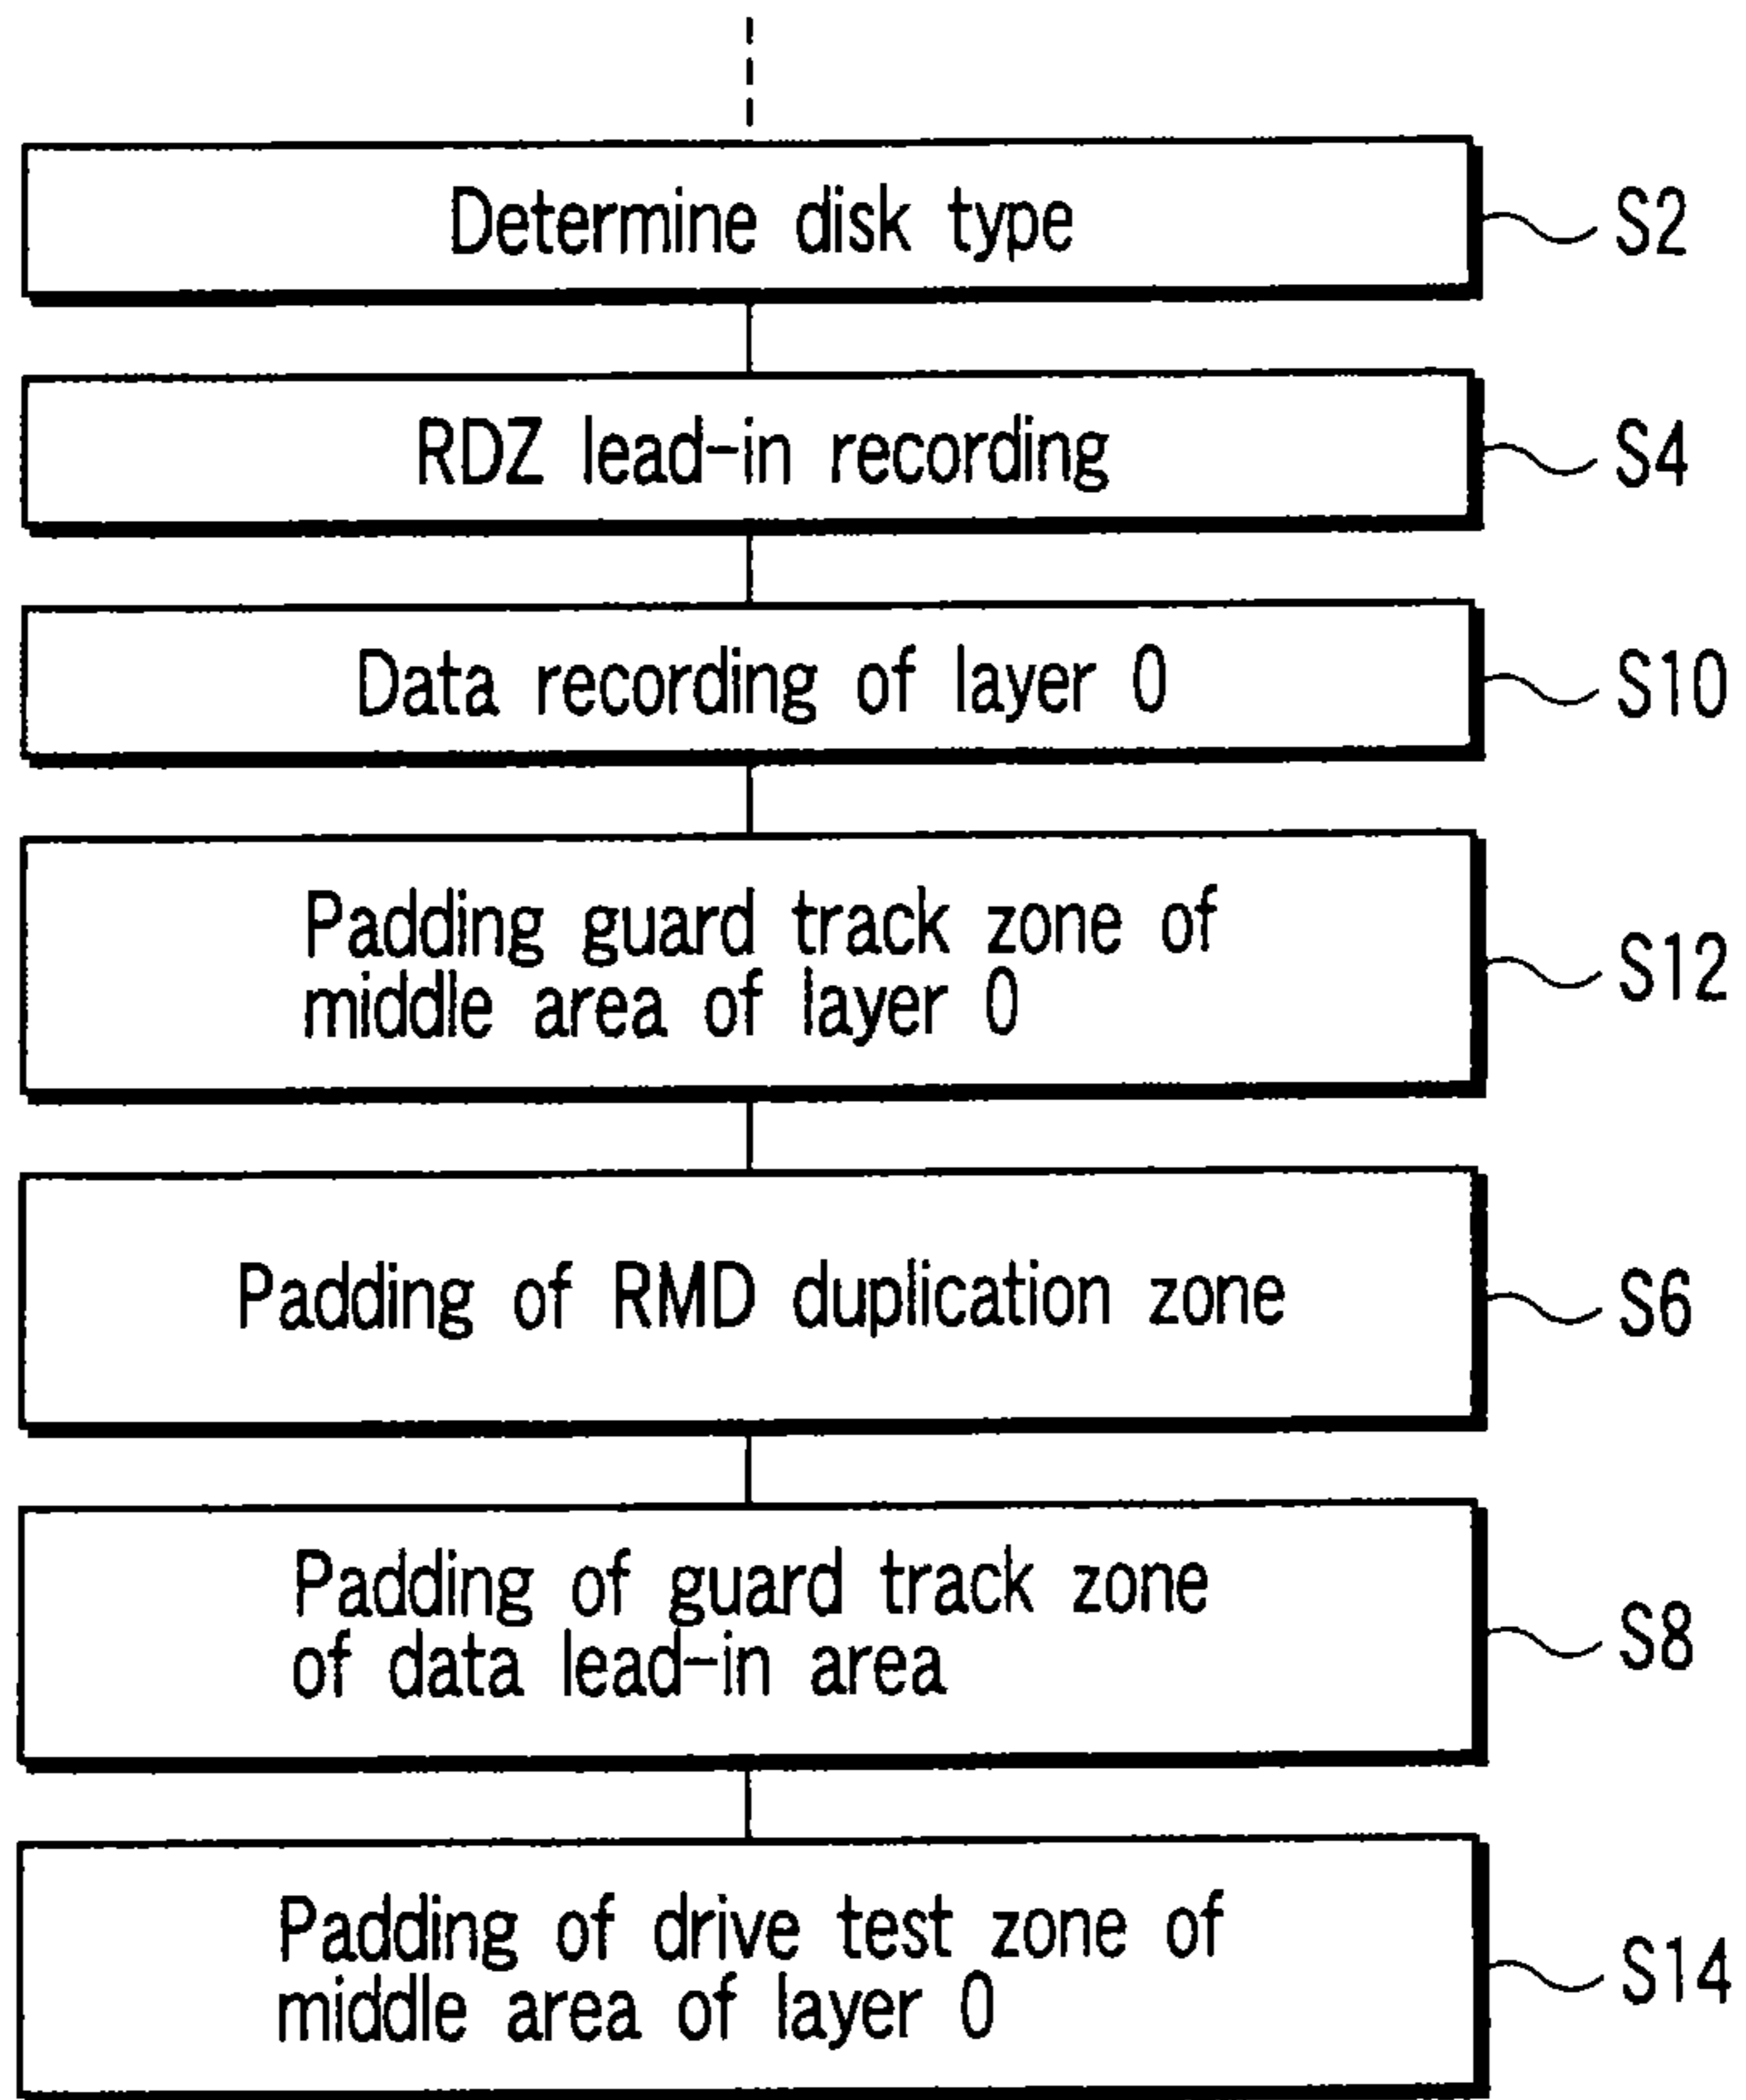 Determine disk type
S2
RDZ lead-in recording
S4
Data recording of layer 0
S10
Padding guard track zone of
middle area of layer 0
S12
Padding of RMD duplication zone
S6
Padding of guard track zone
of data lead-in area
S8
Padding of drive test zone of
middle area of layer 0
S14